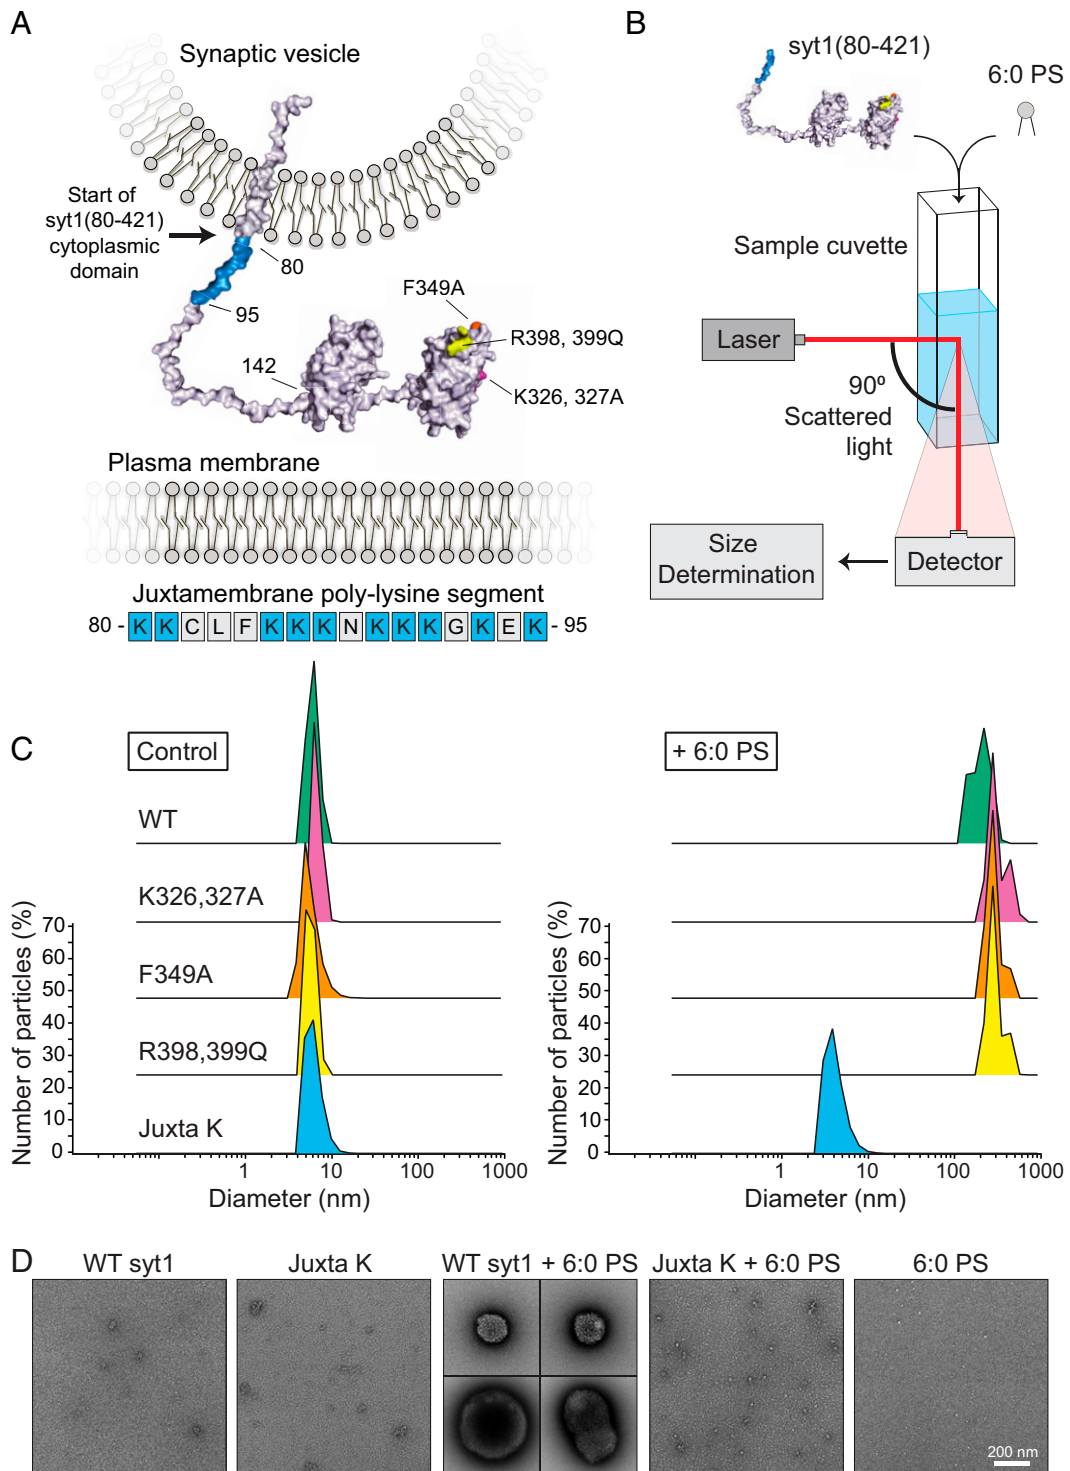 A
Synaptic vesicle
Start of
syt1(80-421)
cytoplasmic
domain
80
95
142
F349A
R398, 399Q
K326, 327A
Plasma membrane
Juxtamembrane poly-lysine segment
80 - K K C L F K K K N K K K G K E K - 95
B
syt1(80-421)
6:0 PS
Sample cuvette
Laser
90º
Scattered
light
Size
Determination
Detector
C
Control
WT
K326,327A
F349A
R398,399Q
Juxta K
Number of particles (%)
70
60
50
40
30
20
10
0
1 10 100 1000
Diameter (nm)
+ 6:0 PS
Number of particles (%)
70
60
50
40
30
20
10
0
1 10 100 1000
Diameter (nm)
D
WT syt1
Juxta K
WT syt1 + 6:0 PS
Juxta K + 6:0 PS
6:0 PS
200 nm